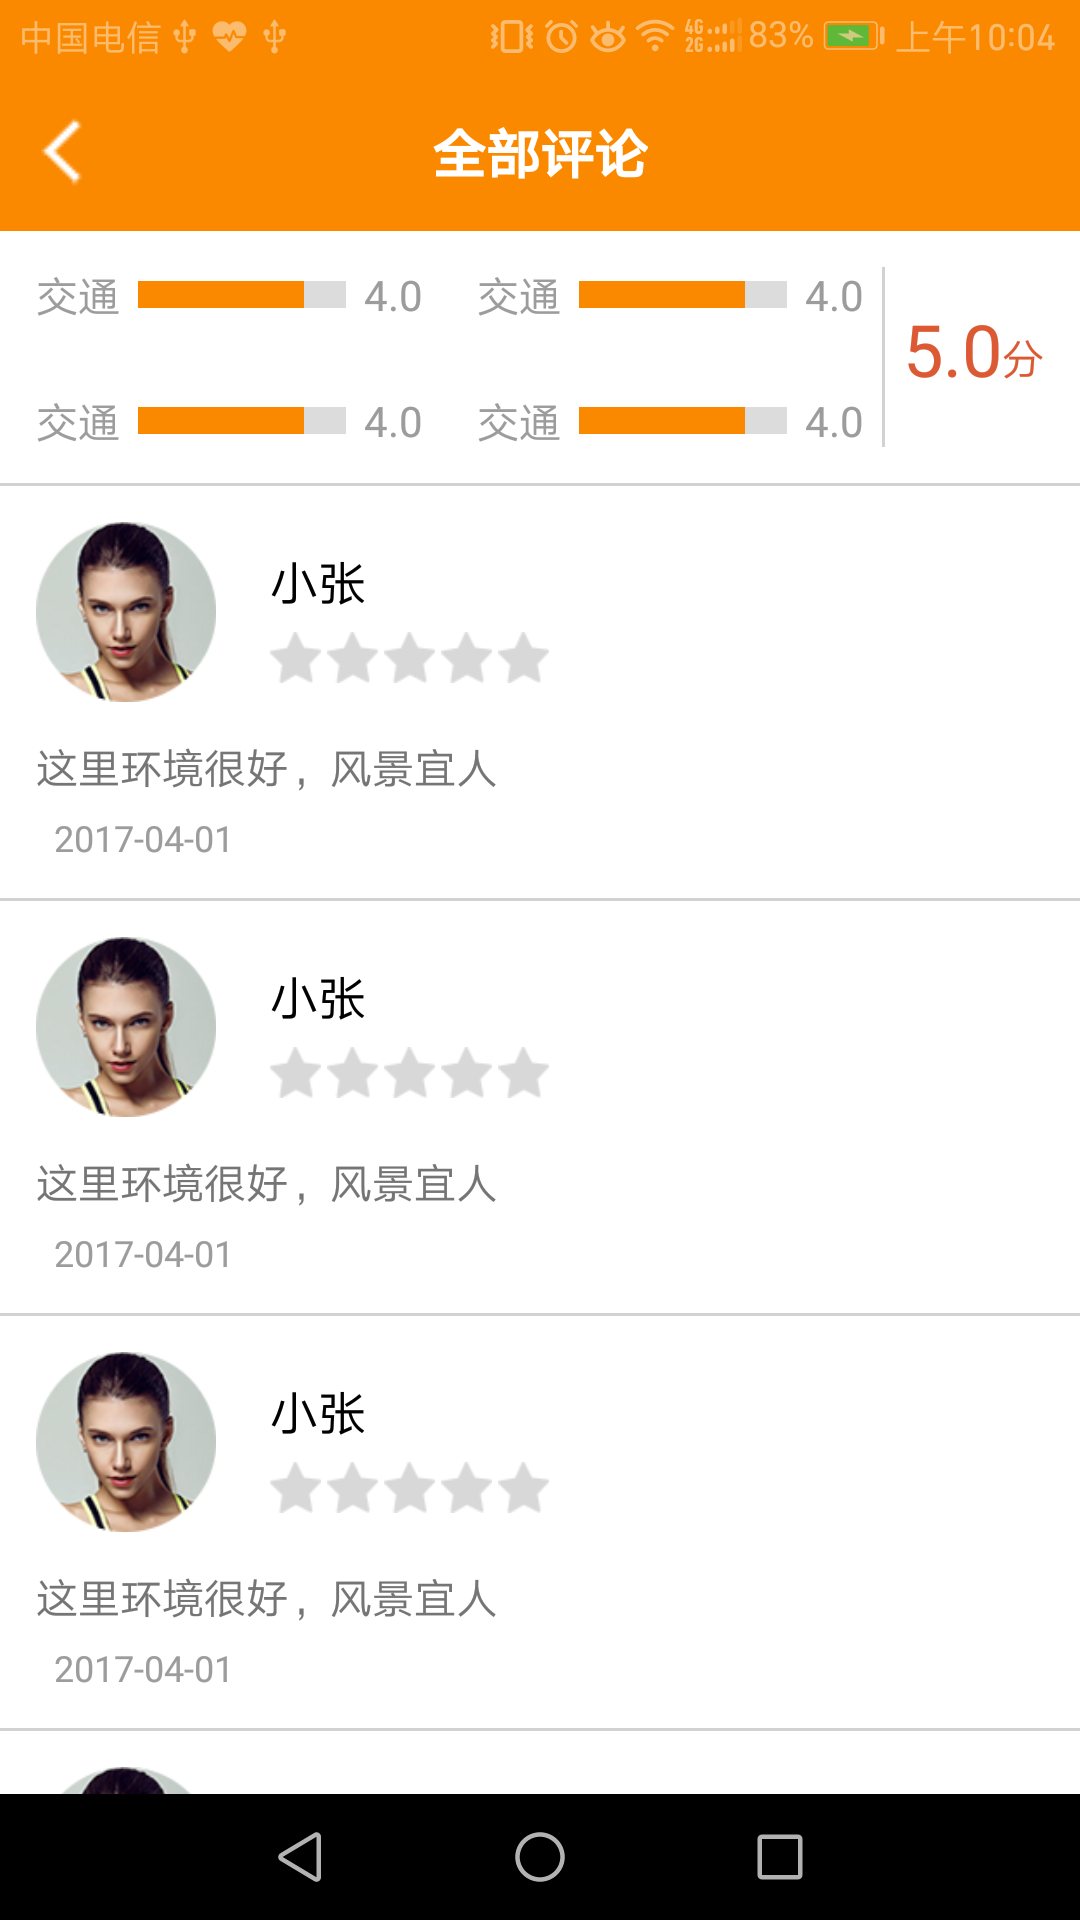 中国电信 4G 2G 83% 上午10:04
全部评论
交通 4.0 交通 4.0
5.0分
交通 4.0 交通 4.0
小张
这里环境很好，风景宜人
2017-04-01
小张
这里环境很好，风景宜人
2017-04-01
小张
这里环境很好，风景宜人
2017-04-01